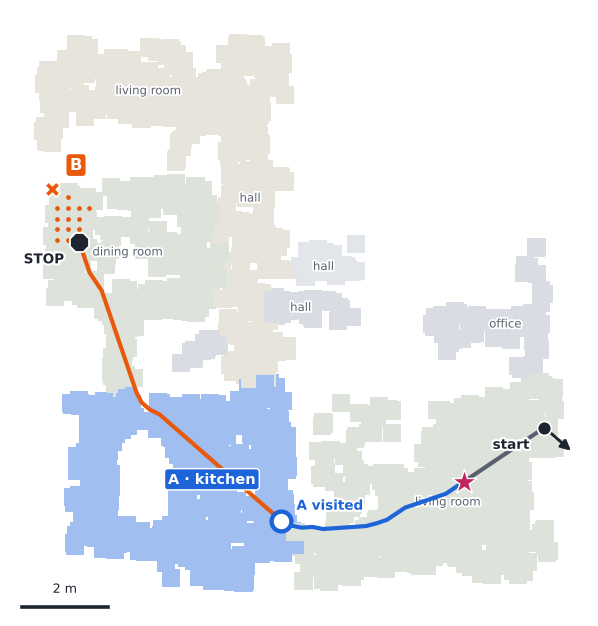 living room
B
hall
dining room
STOP
hall
hall
office
start
A · kitchen
living room
A visited
2 m